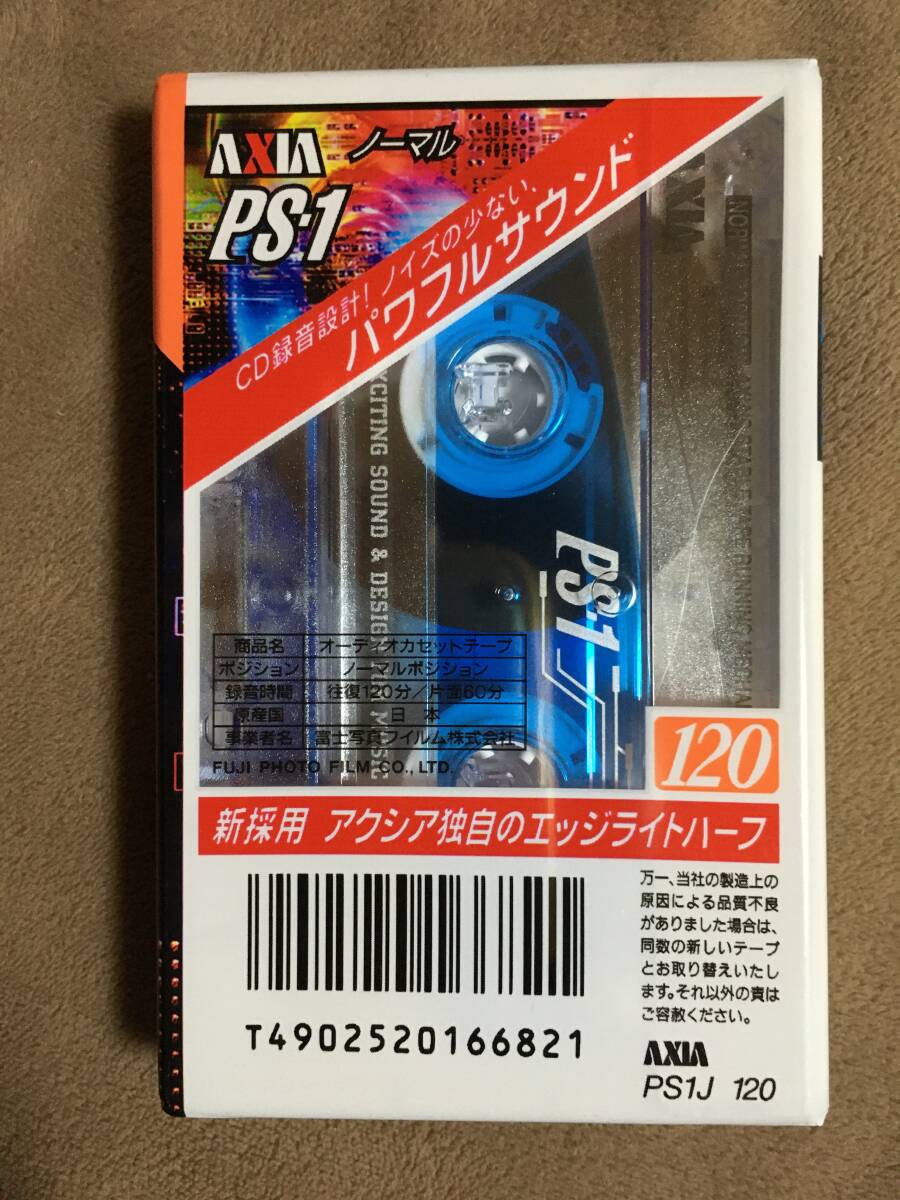 AXIA ノーマル
PS-1
CD録音設計！ノイズの少ない、
パワフルサウンド
AXIA
EXCITING SOUND & DESIGN
PS-1
商品名 オーディオカセットテープ
ポジション ノーマルポジション
録音時間 往復120分／片面60分
原産国 日本
事業者名 富士写真フイルム株式会社
FUJI PHOTO FILM CO., LTD.
120
新採用 アクシア独自のエッジライトハーフ
万一、当社の製造上の
原因による品質不良
がありました場合は、
同数の新しいテープ
とお取り替えいたし
ます。それ以外の責は
ご容赦ください。
T4902520166821
AXIA
PS1J 120